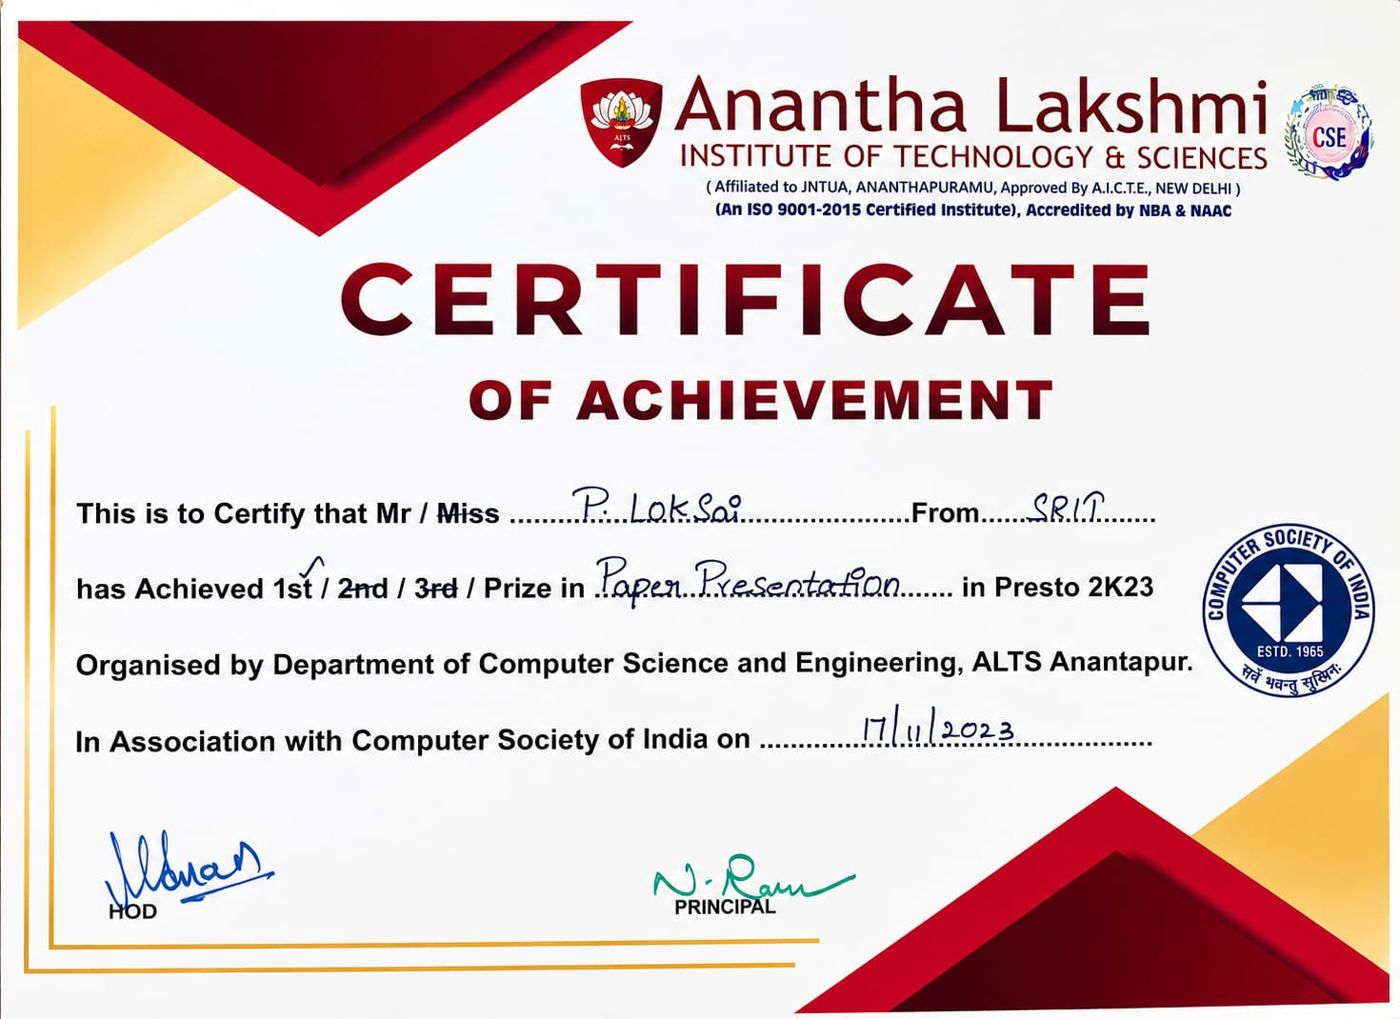 Anantha Lakshmi
INSTITUTE OF TECHNOLOGY & SCIENCES
( Affiliated to JNTUA, ANANTHAPURAMU, Approved By A.I.C.T.E., NEW DELHI )
(An ISO 9001-2015 Certified Institute), Accredited by NBA & NAAC
ALTS
CSE
CERTIFICATE
OF ACHIEVEMENT
This is to Certify that Mr / Miss P. LOKSai From SRIT
has Achieved 1st / 2nd / 3rd / Prize in Paper Presentation in Presto 2K23
Organised by Department of Computer Science and Engineering, ALTS Anantapur.
In Association with Computer Society of India on 17/11/2023
COMPUTER SOCIETY OF INDIA
ESTD. 1965
सर्वे भवन्तु सुखिनः
N. Ram
HOD
PRINCIPAL